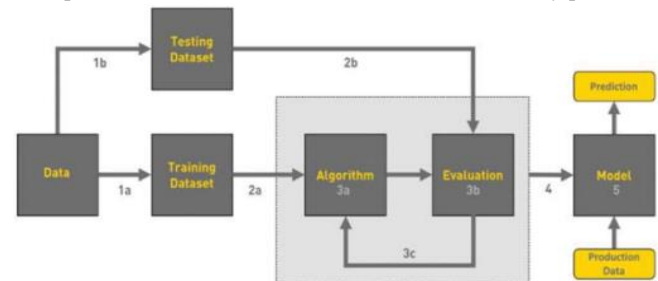 Testing
Dataset
1b
2b
Prediction
Data
1a
Training
Dataset
2a
Algorithm
3a
Evaluation
3b
4
Model
5
3c
Production
Data